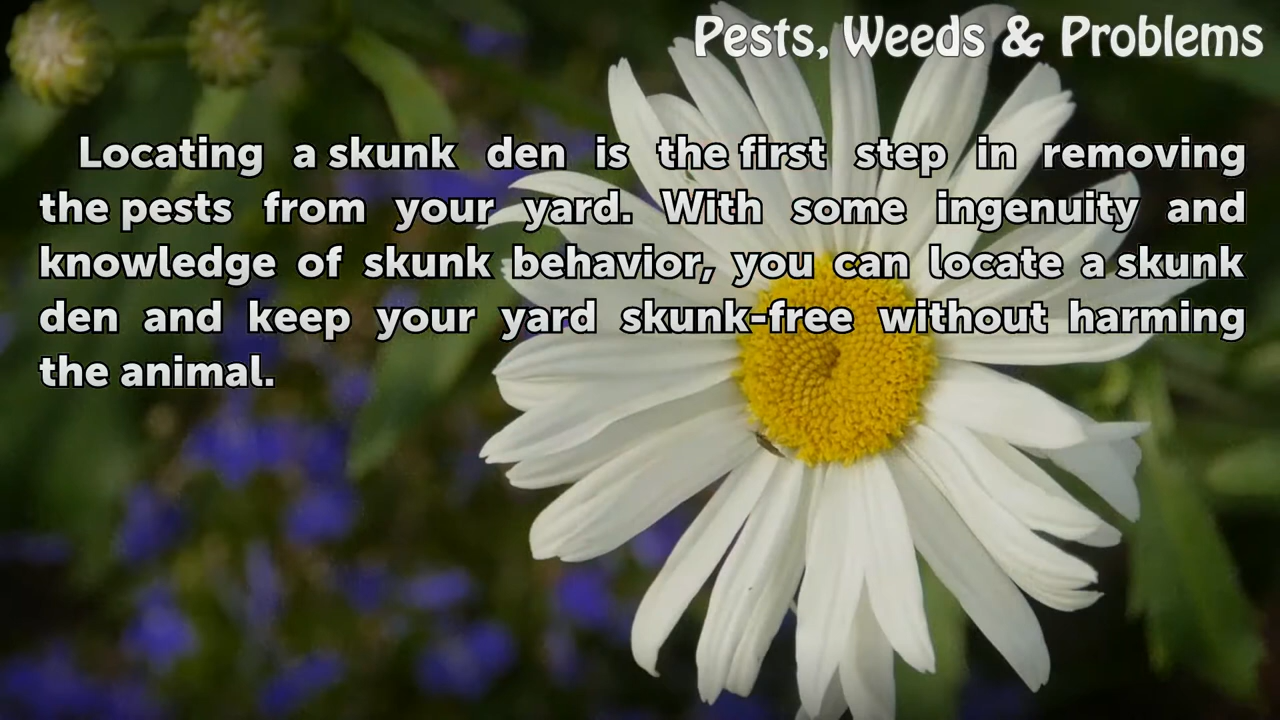 Pests, Weeds & Problems
Locating a skunk den is the first step in removing
the pests from your yard. With some ingenuity and
knowledge of skunk behavior, you can locate a skunk
den and keep your yard skunk-free without harming
the animal.